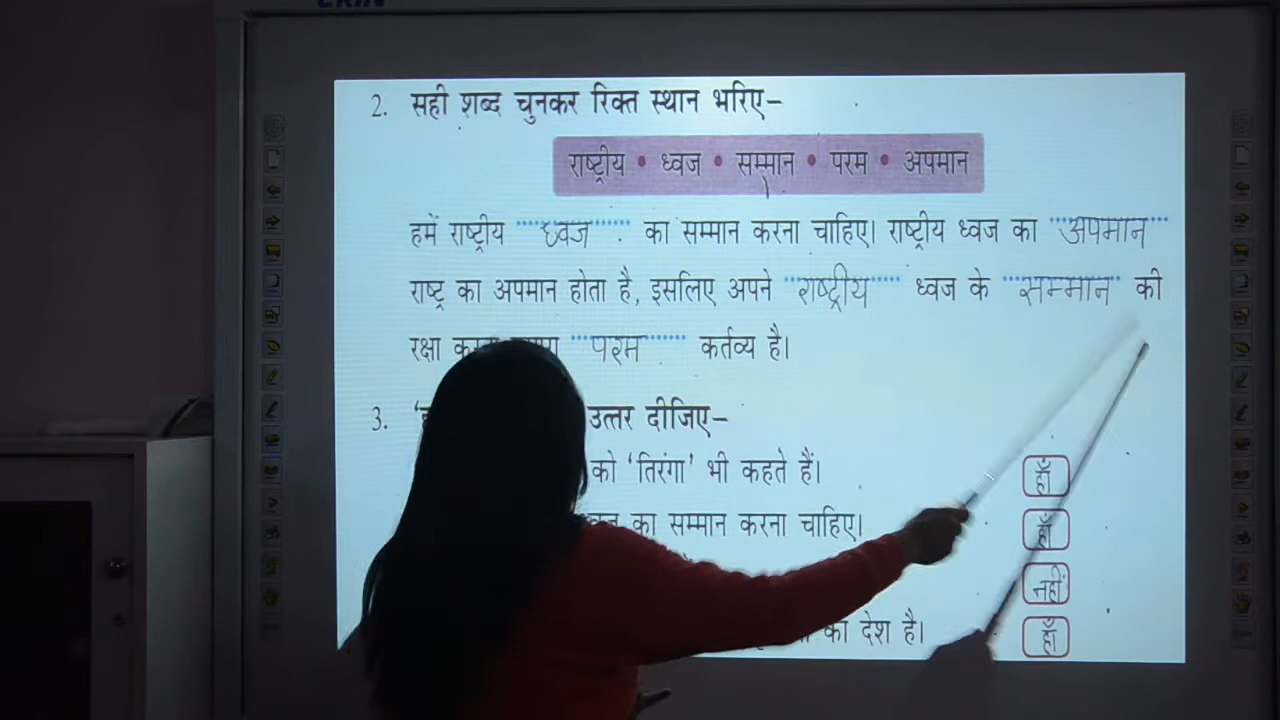 2. सही शब्द चुनकर रिक्त स्थान भरिए–
राष्ट्रीय • ध्वज • सम्मान • परम • अपमान
हमें राष्ट्रीय ध्वज का सम्मान करना चाहिए। राष्ट्रीय ध्वज का अपमान
राष्ट्र का अपमान होता है, इसलिए अपने राष्ट्रीय ध्वज के सम्मान की
रक्षा परम कर्तव्य है।
3. उत्तर दीजिए–
को 'तिरंगा' भी कहते हैं। हाँ
का सम्मान करना चाहिए। हाँ
नहीं
का देश है। हाँ